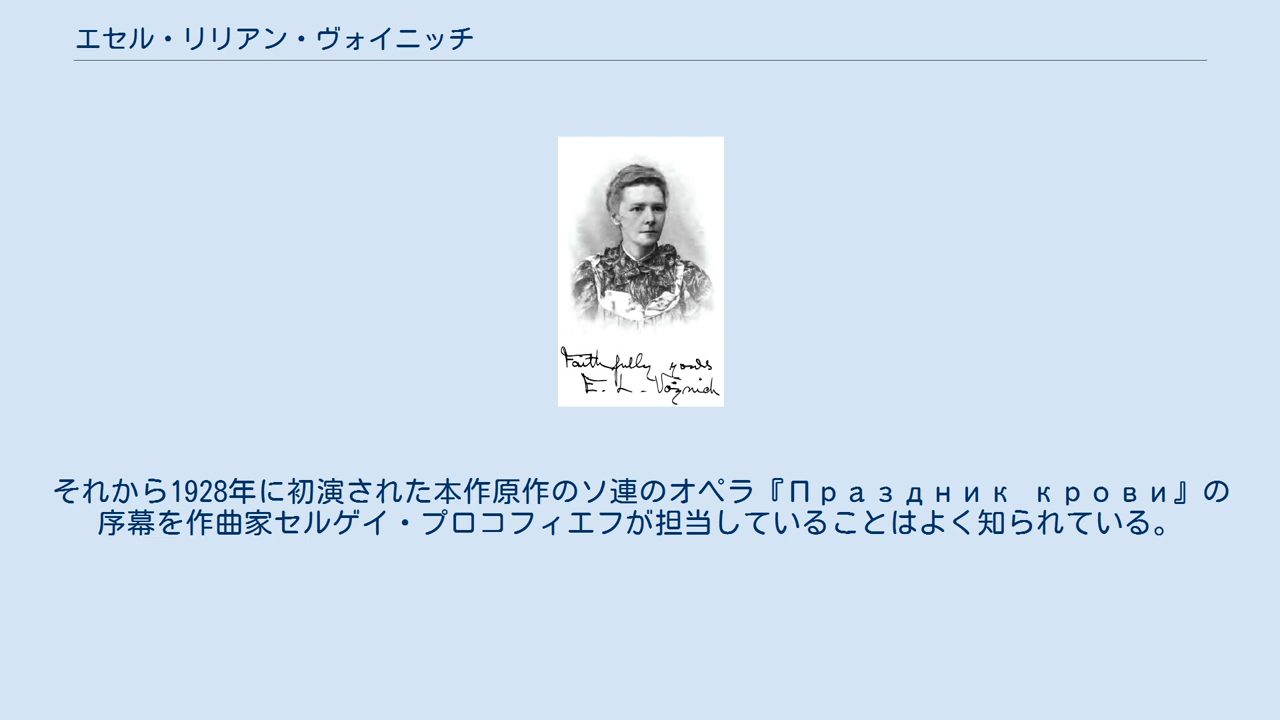 エセル・リリアン・ヴォイニッチ
Faithfully yours
E. L. Voynich
それから1928年に初演された本作原作のソ連のオペラ『Праздник крови』の
序幕を作曲家セルゲイ・プロコフィエフが担当していることはよく知られている。